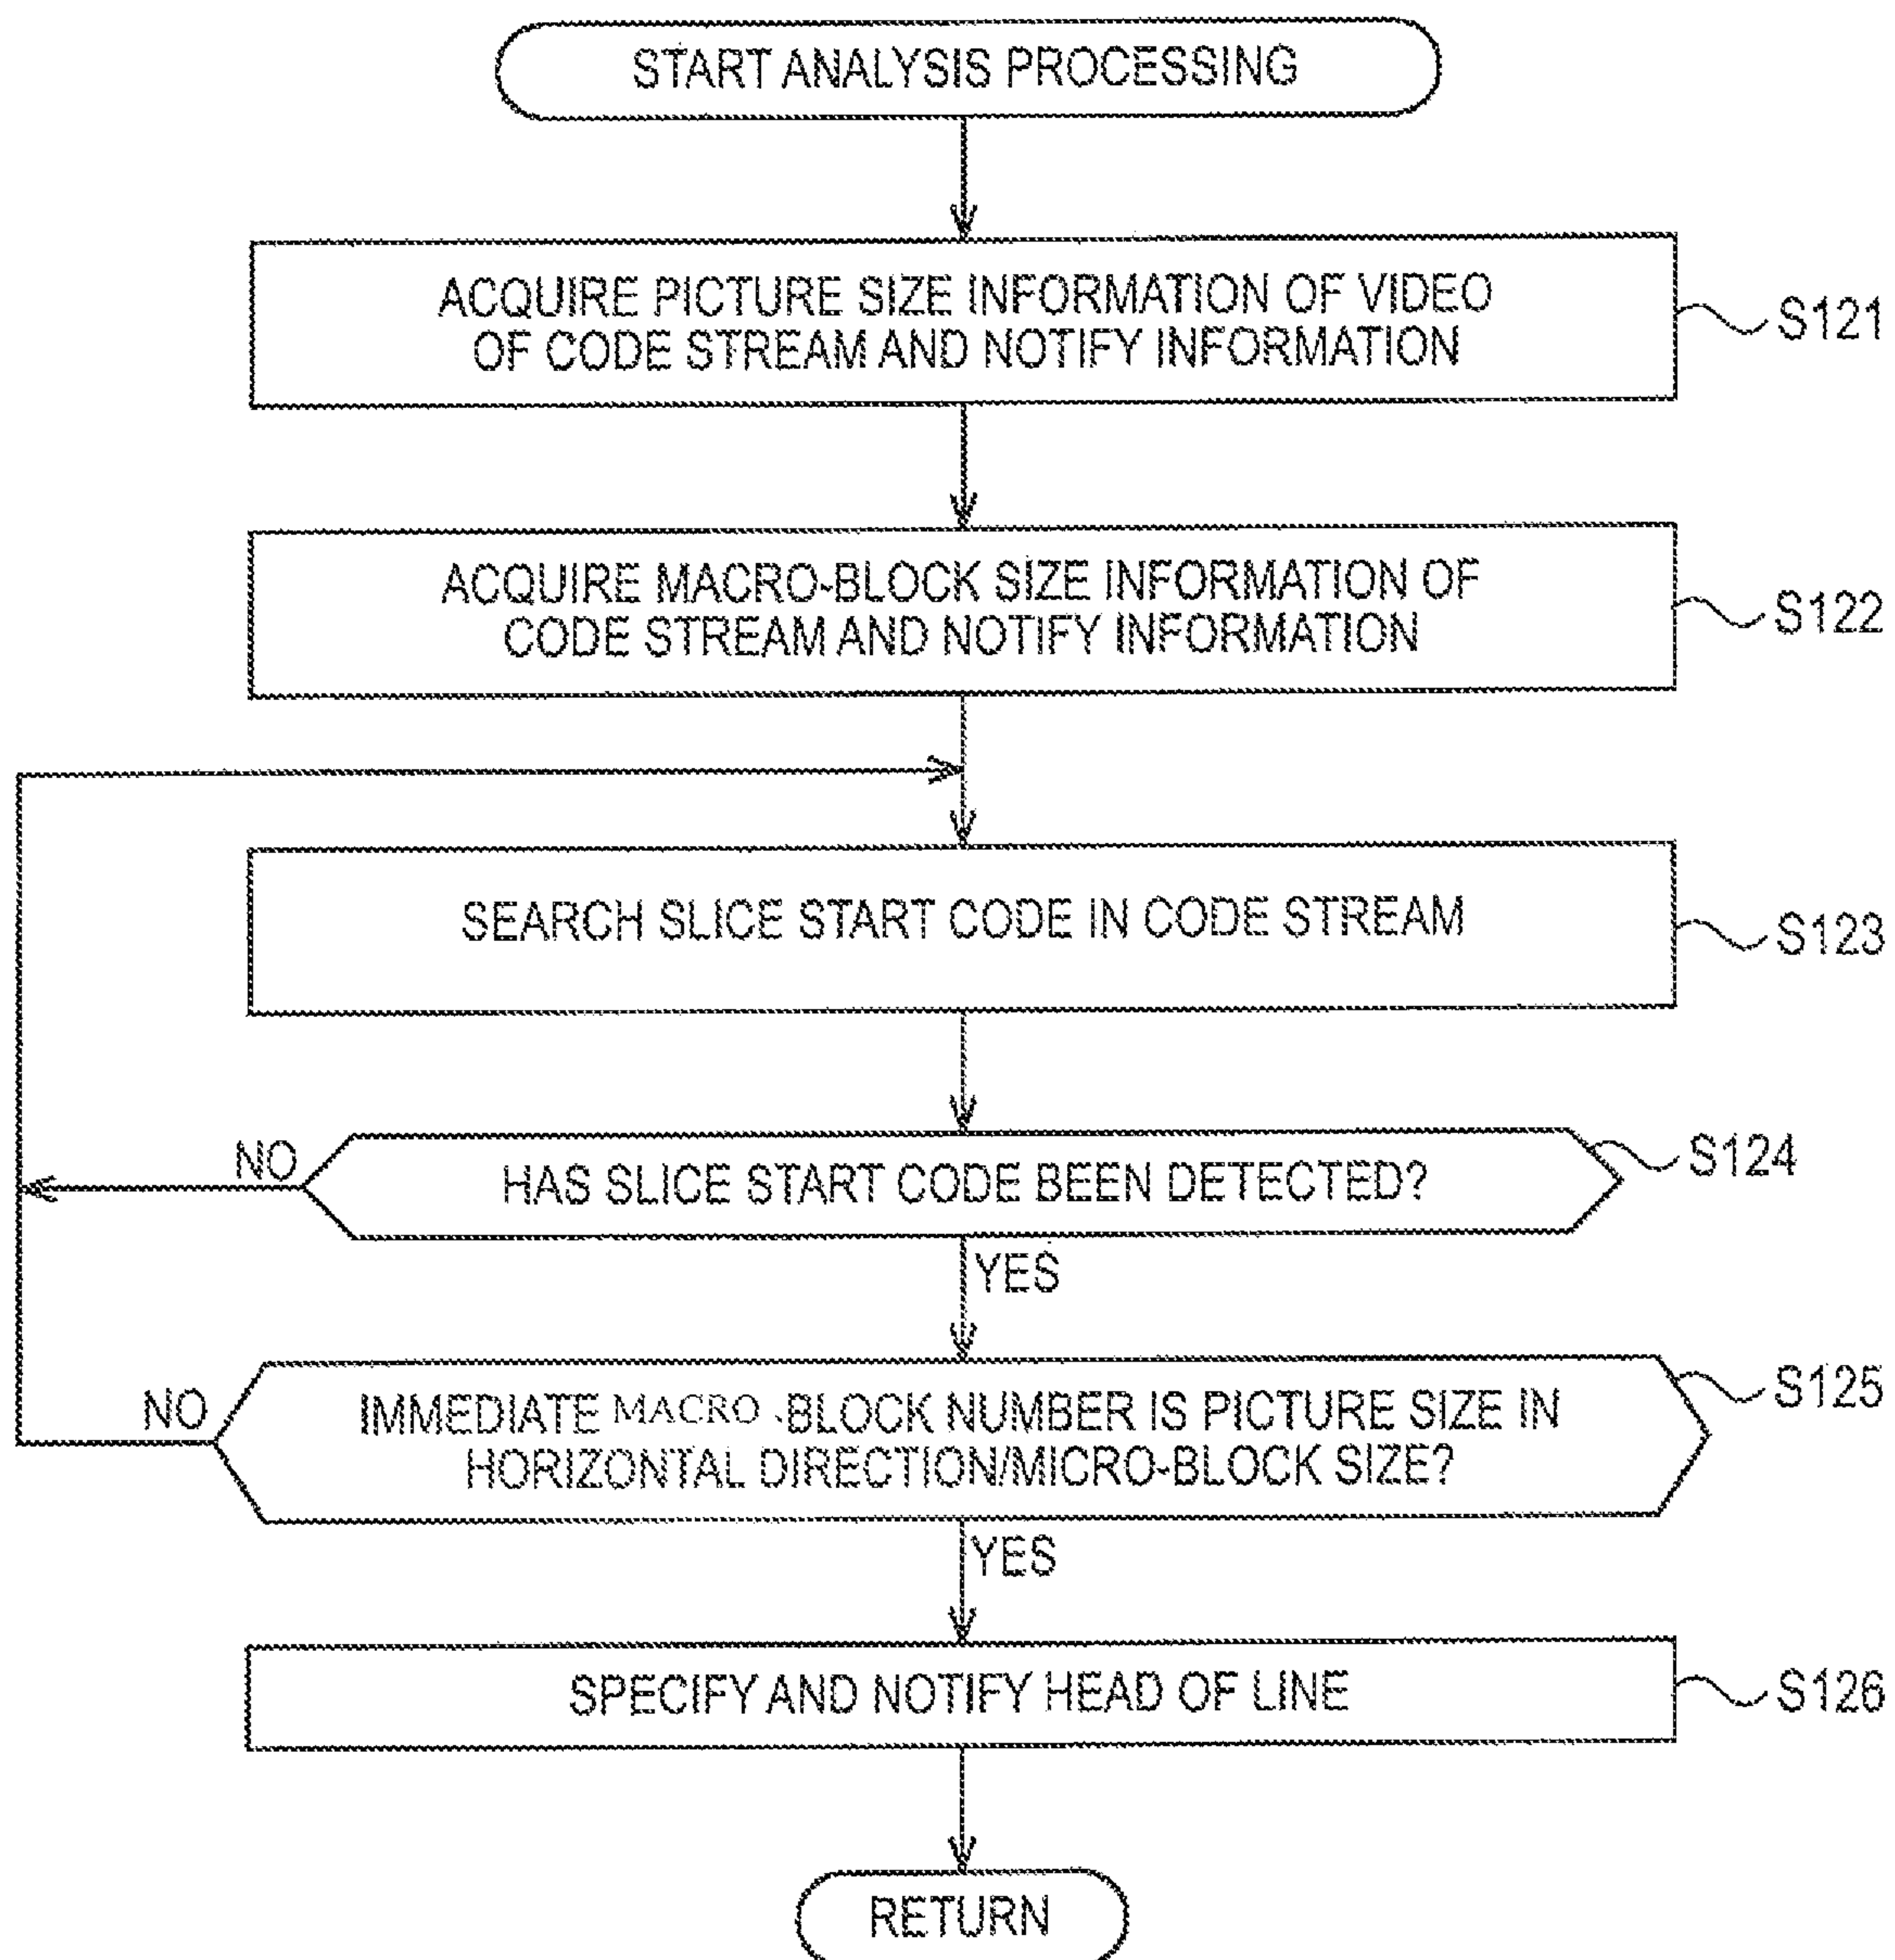 START ANALYSIS PROCESSING
ACQUIRE PICTURE SIZE INFORMATION OF VIDEO
OF CODE STREAM AND NOTIFY INFORMATION
S121
ACQUIRE MACRO-BLOCK SIZE INFORMATION OF
CODE STREAM AND NOTIFY INFORMATION
S122
SEARCH SLICE START CODE IN CODE STREAM
S123
NO
HAS SLICE START CODE BEEN DETECTED?
S124
YES
NO
IMMEDIATE MACRO-BLOCK NUMBER IS PICTURE SIZE IN
HORIZONTAL DIRECTION/MICRO-BLOCK SIZE?
S125
YES
SPECIFY AND NOTIFY HEAD OF LINE
S126
RETURN